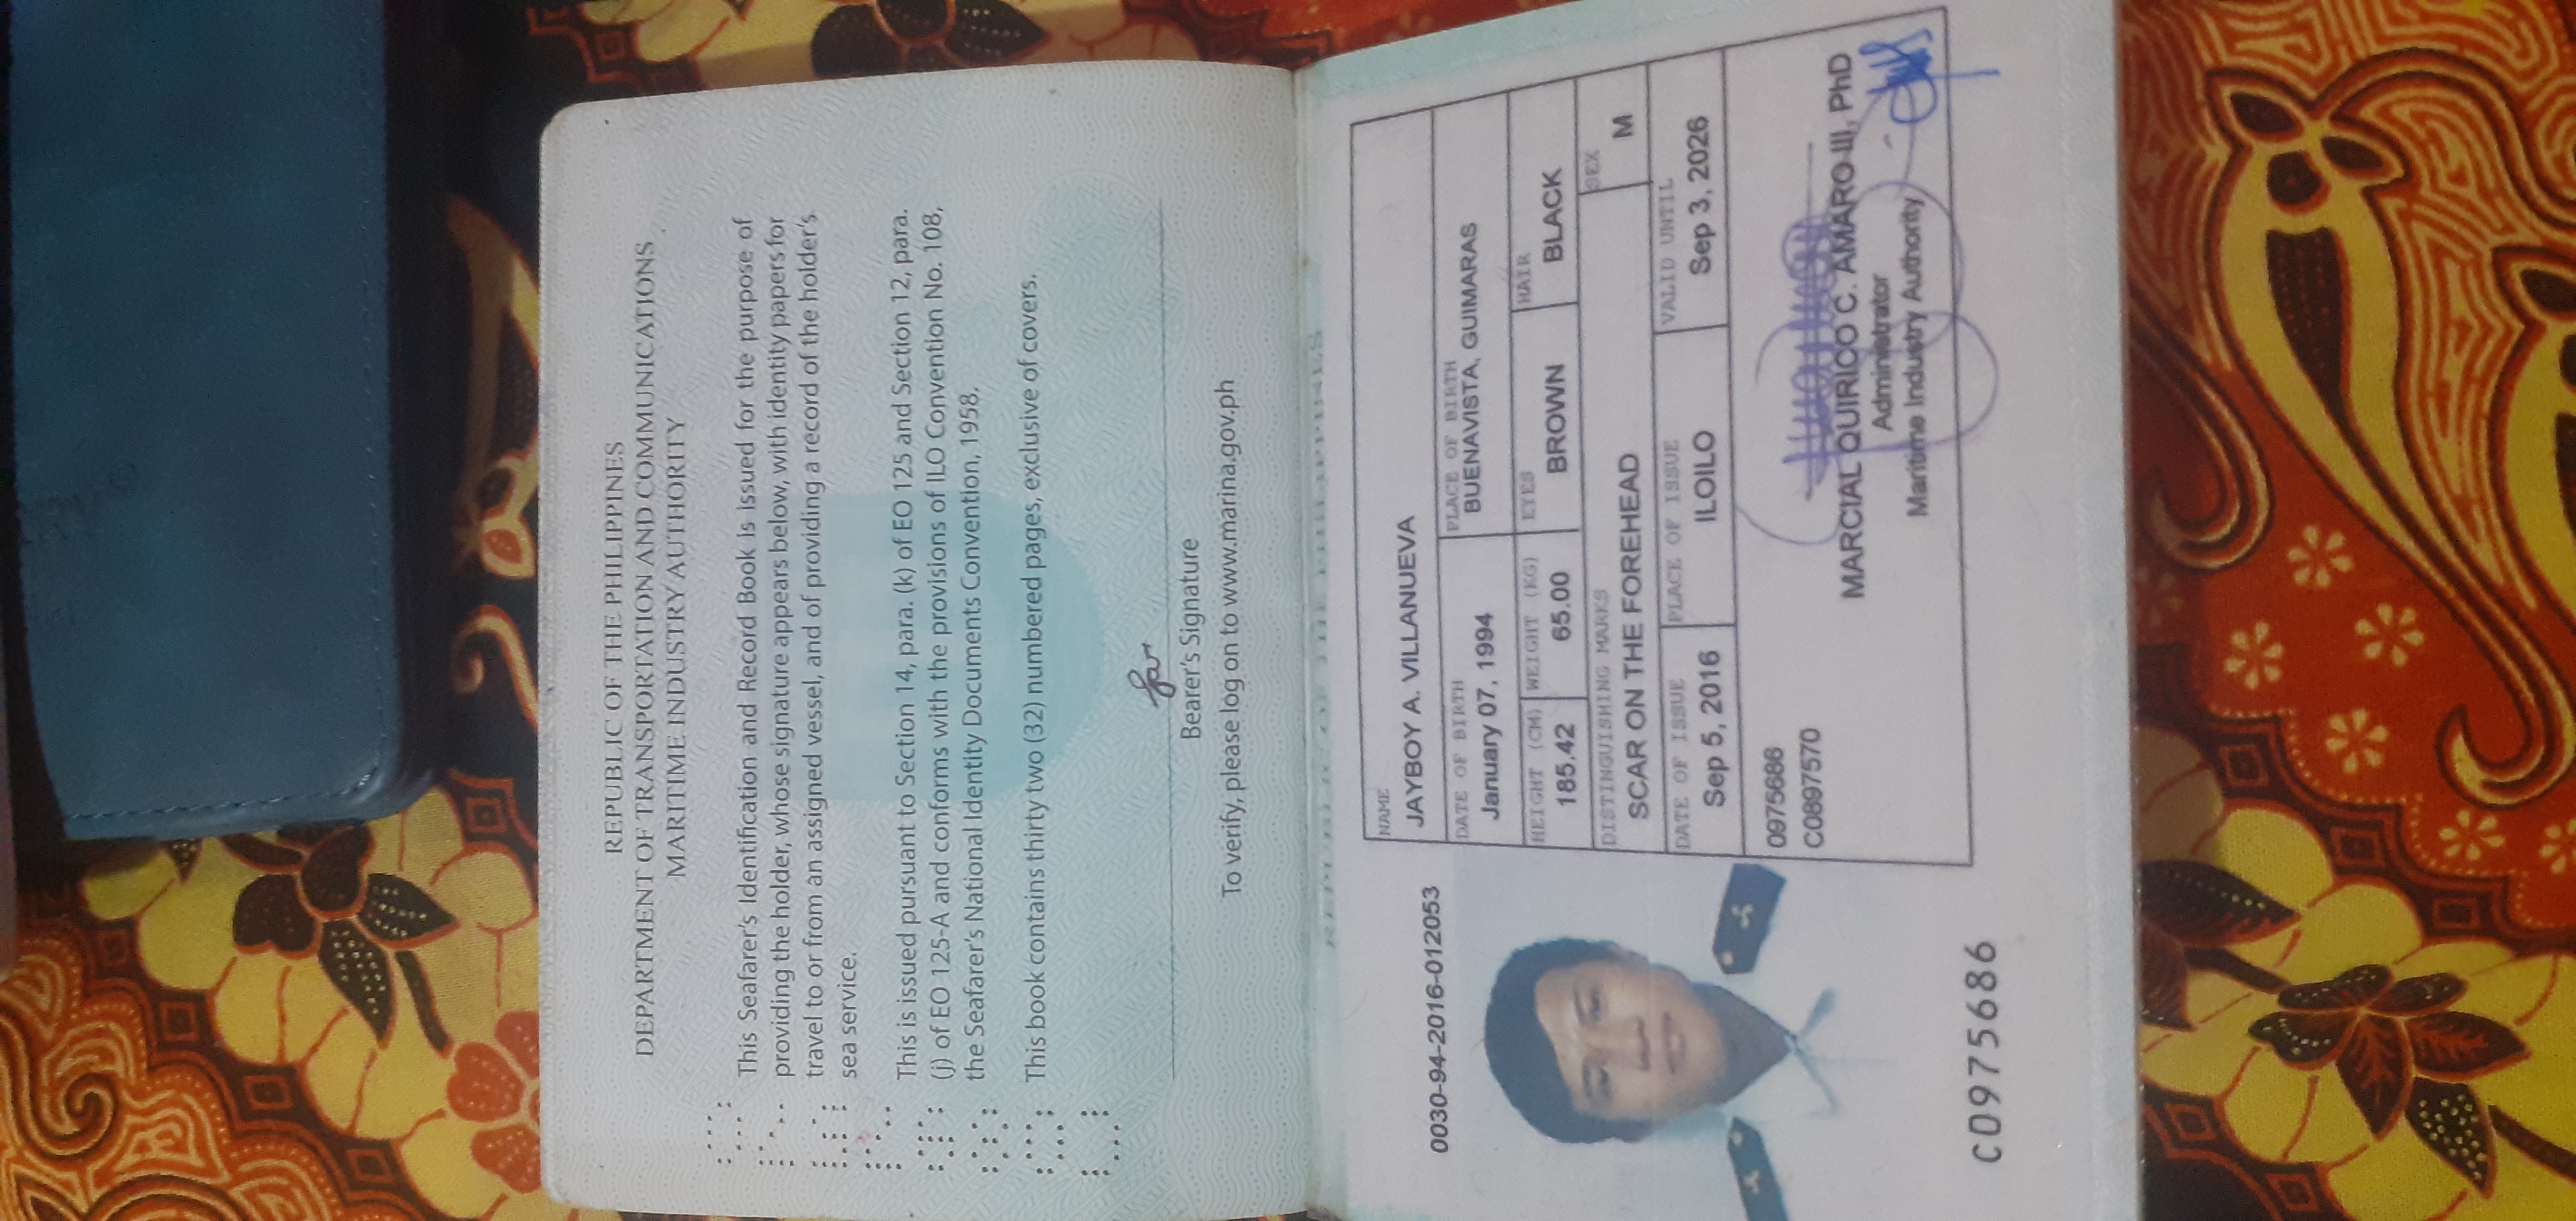 REPUBLIC OF THE PHILIPPINES
DEPARTMENT OF TRANSPORTATION AND COMMUNICATIONS
MARITIME INDUSTRY AUTHORITY
This Seafarer's Identification and Record Book is issued for the purpose of
providing the holder, whose signature appears below, with identity papers for
travel to or from an assigned vessel, and of providing a record of the holder's
sea service.
This is issued pursuant to Section 14, para. (k) of EO 125 and Section 12, para.
(j) of EO 125-A and conforms with the provisions of ILO Convention No. 108,
the Seafarer's National Identity Documents Convention, 1958.
This book contains thirty two (32) numbered pages, exclusive of covers.
Bearer's Signature
To verify, please log on to www.marina.gov.ph
REPUBLIC OF THE PHILIPPINES
0030-94-2016-012053
NAME
JAYBOY A. VILLANUEVA
DATE OF BIRTH PLACE OF BIRTH
January 07, 1994 BUENAVISTA, GUIMARAS
HEIGHT (CM) WEIGHT (KG) EYES HAIR
185.42 65.00 BROWN BLACK
DISTINGUISHING MARKS SEX
SCAR ON THE FOREHEAD M
DATE OF ISSUE PLACE OF ISSUE VALID UNTIL
Sep 5, 2016 ILOILO Sep 3, 2026
0975686
C0897570
MARCIAL QUIRICO C. AMARO III, PhD
Administrator
Maritime Industry Authority
C0975686